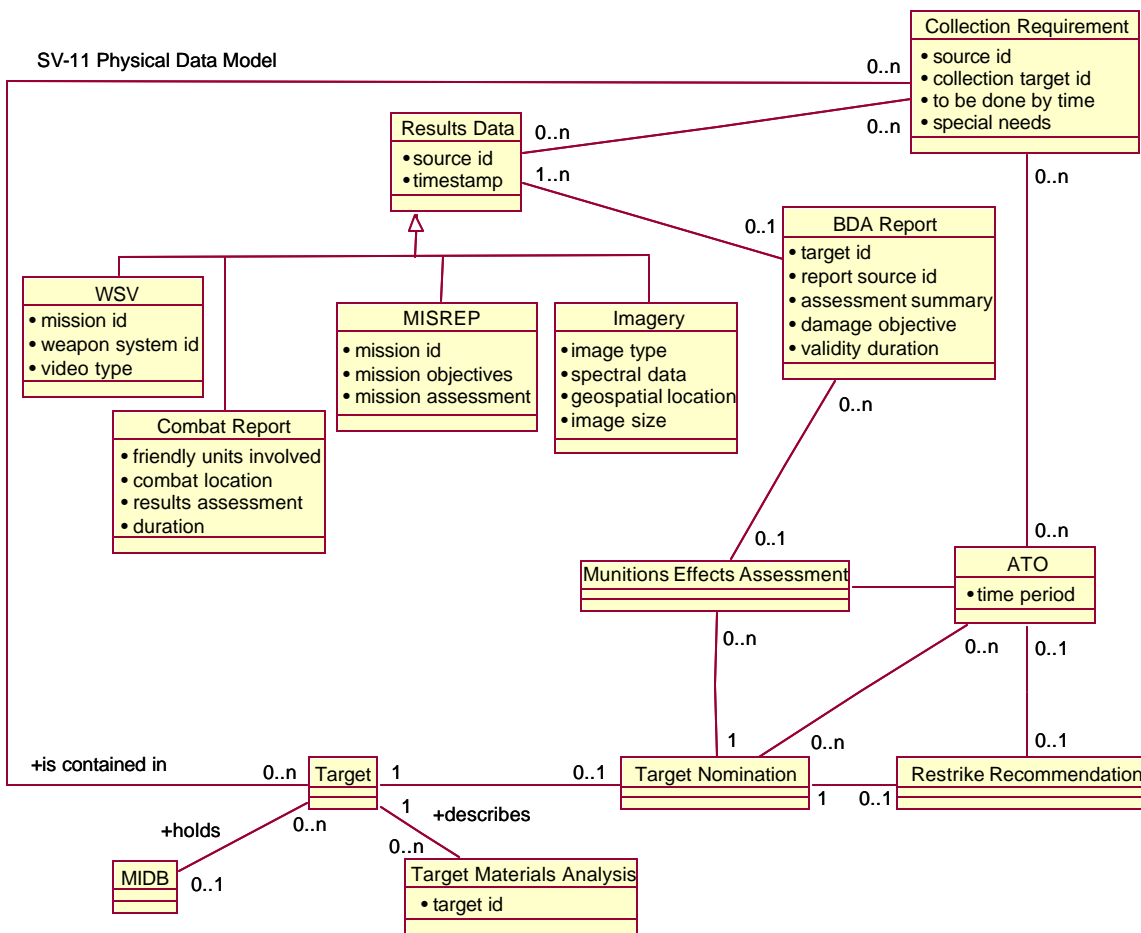 SV-11 Physical Data Model
Collection Requirement
• source id
• collection target id
• to be done by time
• special needs
0..n
0..n
0..n
Results Data
• source id
• timestamp
0..n
1..n
0..1
BDA Report
• target id
• report source id
• assessment summary
• damage objective
• validity duration
0..n
WSV
• mission id
• weapon system id
• video type
MISREP
• mission id
• mission objectives
• mission assessment
Imagery
• image type
• spectral data
• geospatial location
• image size
Combat Report
• friendly units involved
• combat location
• results assessment
• duration
0..1
Munitions Effects Assessment
0..n
0..n
ATO
• time period
0..n
0..1
1
0..n
0..1
+is contained in
0..n
Target
1
0..1
Target Nomination
1
0..1
Restrike Recommendation
+holds
0..n
1
+describes
0..n
0..1
MIDB
Target Materials Analysis
• target id